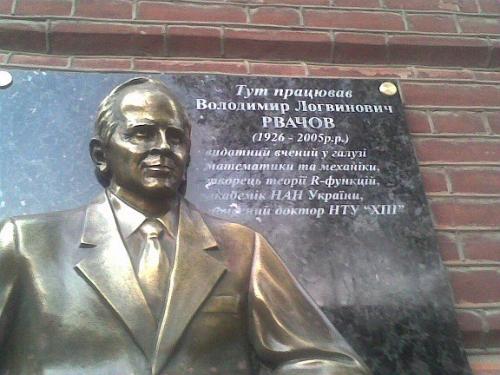 Тут працював
Володимир Логвинович
РВАЧОВ
(1926 - 2005р.р.)
видатний вчений у галузі
математики та механіки,
творець теорії R-функцій,
академік НАН України,
доктор НТУ "ХПІ"